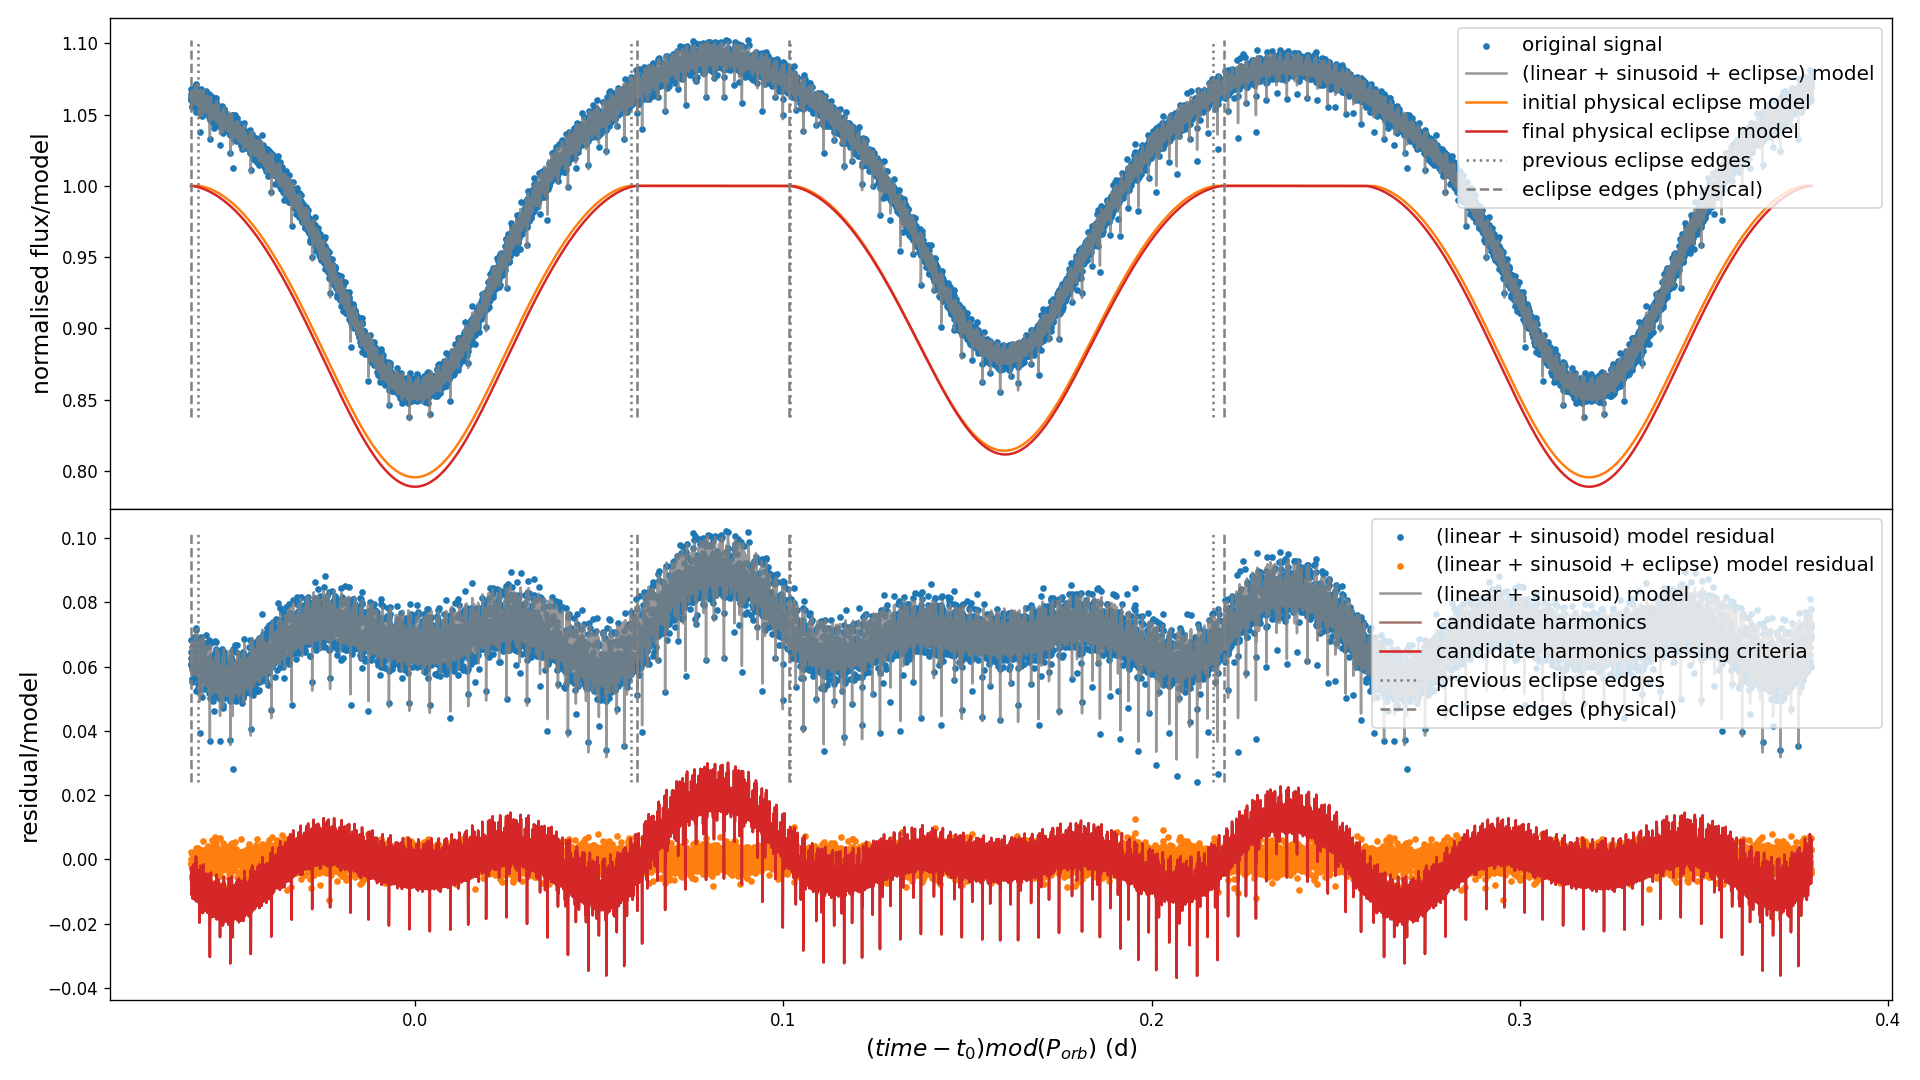 normalised flux/model
1.10
1.05
1.00
0.95
0.90
0.85
0.80
original signal
(linear + sinusoid + eclipse) model
initial physical eclipse model
final physical eclipse model
previous eclipse edges
eclipse edges (physical)
residual/model
0.10
0.08
0.06
0.04
0.02
0.00
−0.02
−0.04
(linear + sinusoid) model residual
(linear + sinusoid + eclipse) model residual
(linear + sinusoid) model
candidate harmonics
candidate harmonics passing criteria
previous eclipse edges
eclipse edges (physical)
0.0
0.1
0.2
0.3
0.4
(time − t₀)mod(P_orb) (d)